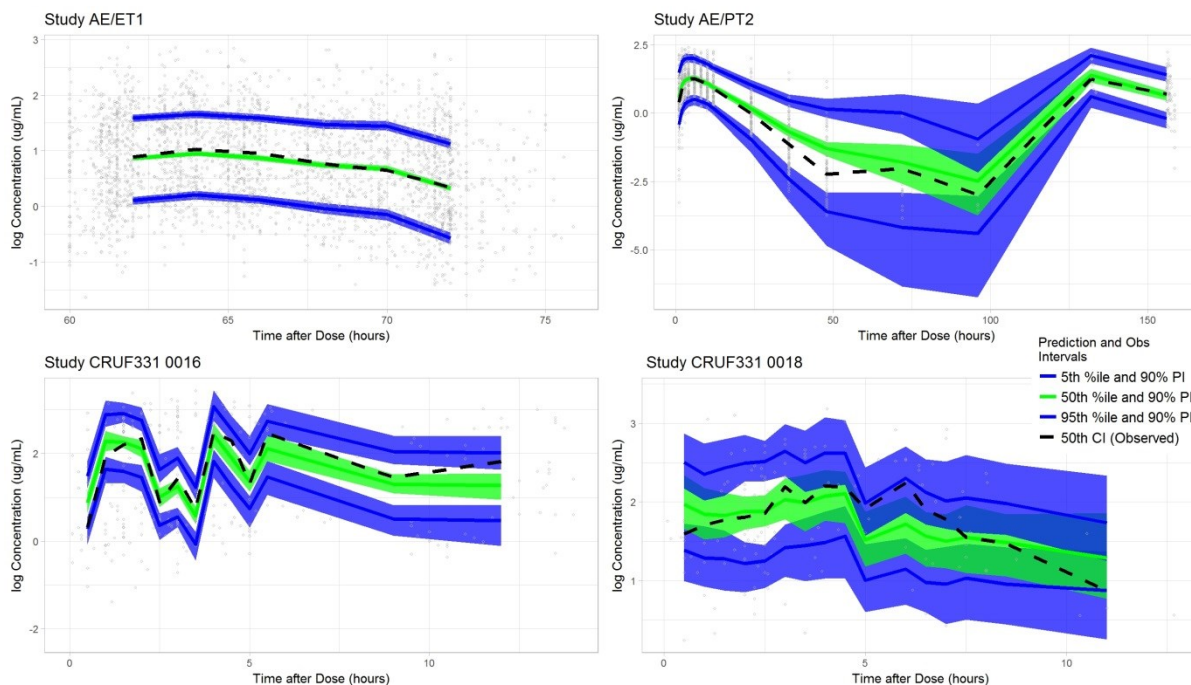 Study AE/ET1
3
2
1
0
-1
60
65
70
75
log Concentration (ug/mL)
Time after Dose (hours)
Study AE/PT2
2.5
0.0
-2.5
-5.0
0
50
100
150
log Concentration (ug/mL)
Time after Dose (hours)
Study CRUF331 0016
2
0
-2
0
5
10
log Concentration (ug/mL)
Time after Dose (hours)
Study CRUF331 0018
3
2
1
0
5
10
log Concentration (ug/mL)
Time after Dose (hours)
Prediction and Obs
Intervals
5th %ile and 90% PI
50th %ile and 90% PI
95th %ile and 90% PI
50th CI (Observed)